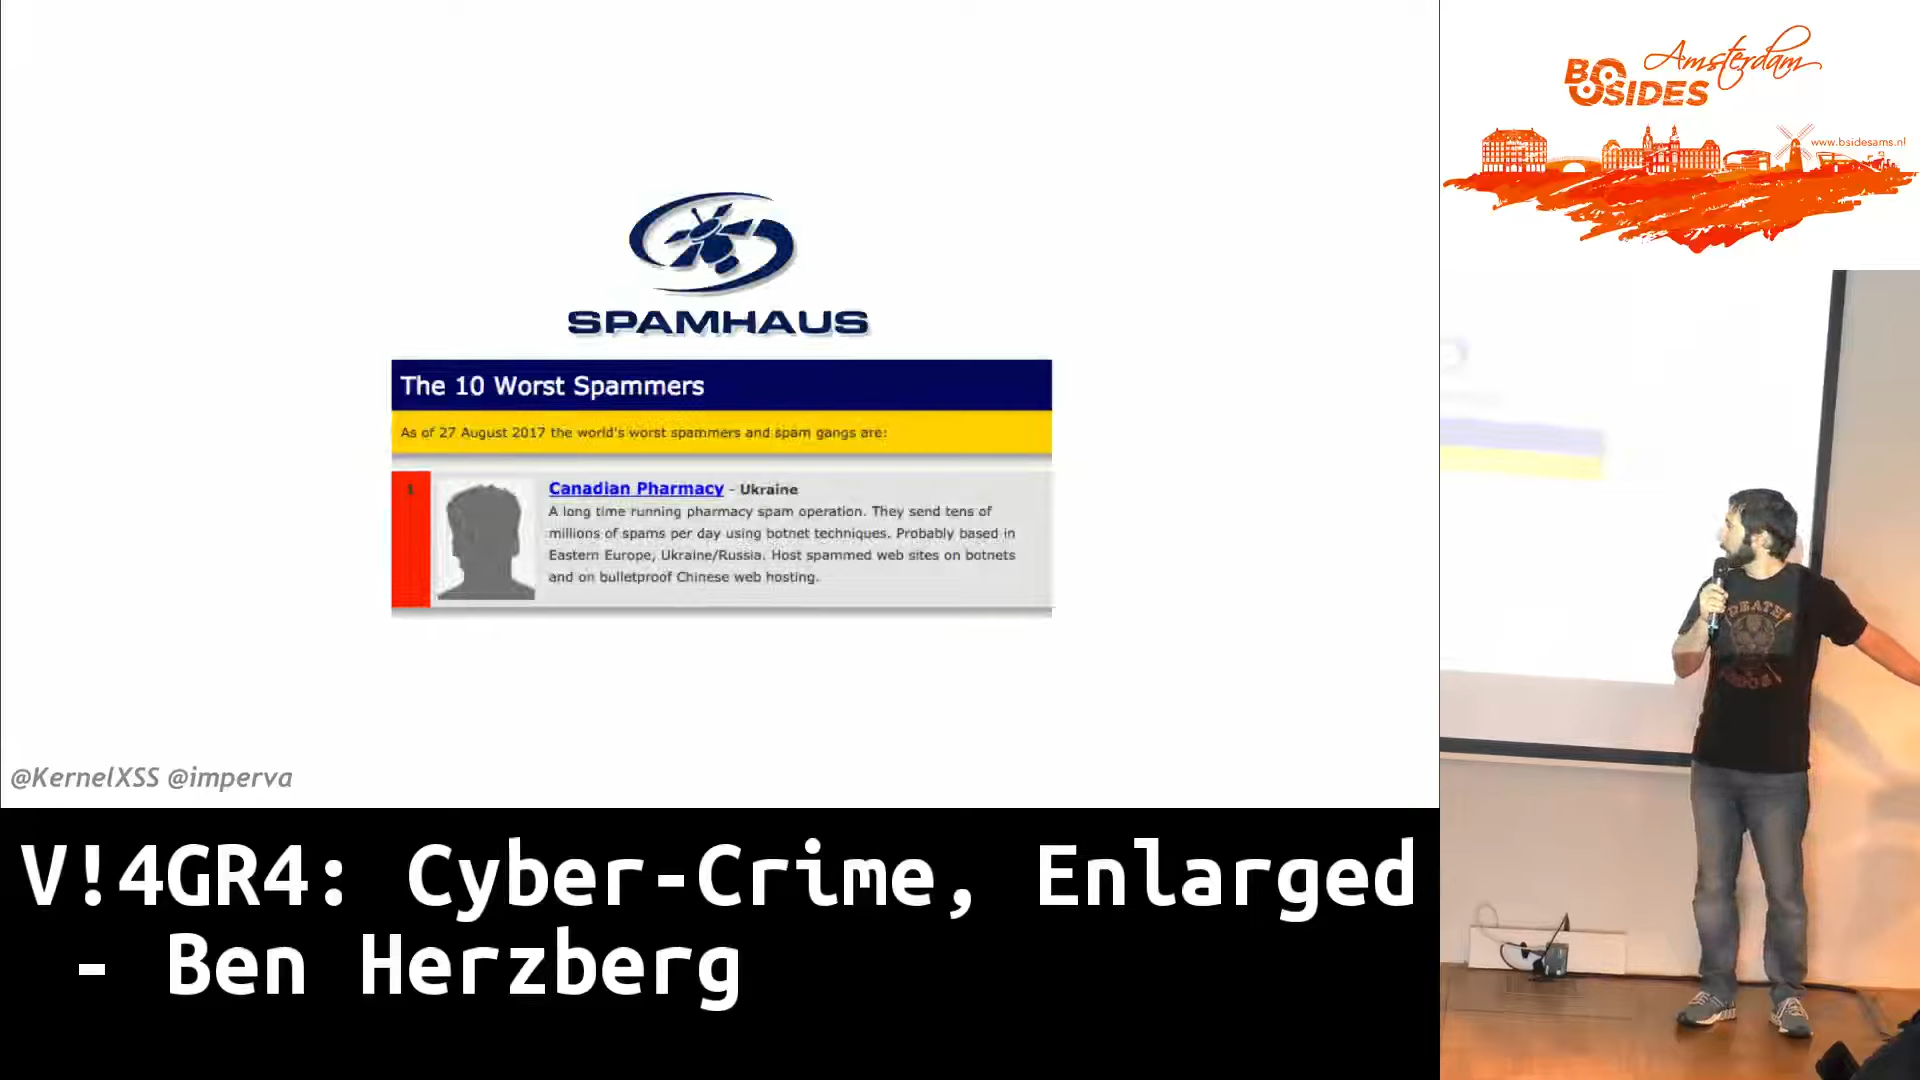 SPAMHAUS
The 10 Worst Spammers
As of 27 August 2017 the world's worst spammers and spam gangs are:
1
Canadian Pharmacy - Ukraine
A long time running pharmacy spam operation. They send tens of
millions of spams per day using botnet techniques. Probably based in
Eastern Europe, Ukraine/Russia. Host spammed web sites on botnets
and on bulletproof Chinese web hosting.
@KernelXSS @imperva
V!4GR4: Cyber-Crime, Enlarged
- Ben Herzberg
Amsterdam
BSIDES
www.bsidesams.nl
DEATH